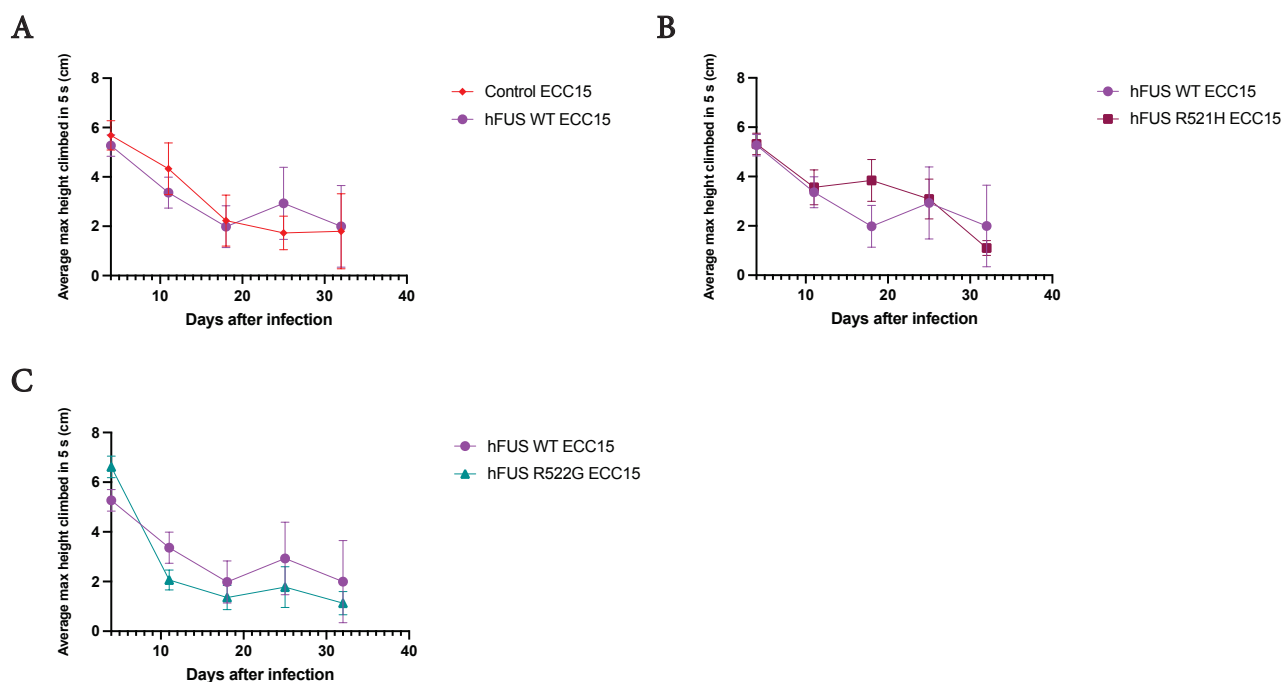 A
Average max height climbed in 5 s (cm)
8
6
4
2
0
10
20
30
40
Days after infection
Control ECC15
hFUS WT ECC15
B
Average max height climbed in 5 s (cm)
8
6
4
2
0
10
20
30
40
Days after infection
hFUS WT ECC15
hFUS R521H ECC15
C
Average max height climbed in 5 s (cm)
8
6
4
2
0
10
20
30
40
Days after infection
hFUS WT ECC15
hFUS R522G ECC15